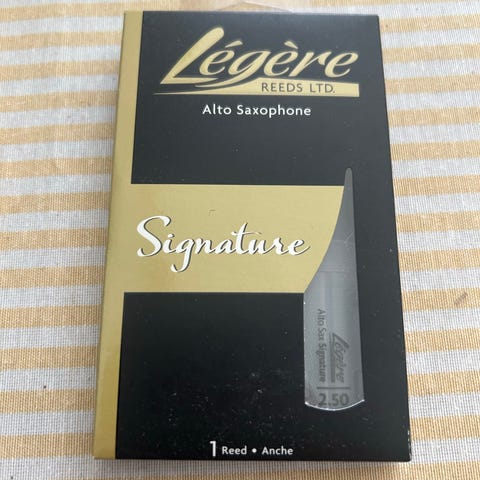 Légère
REEDS LTD.
Alto Saxophone
Signature
Légère
Alto Sax Signature
2.50
1 Reed • Anche